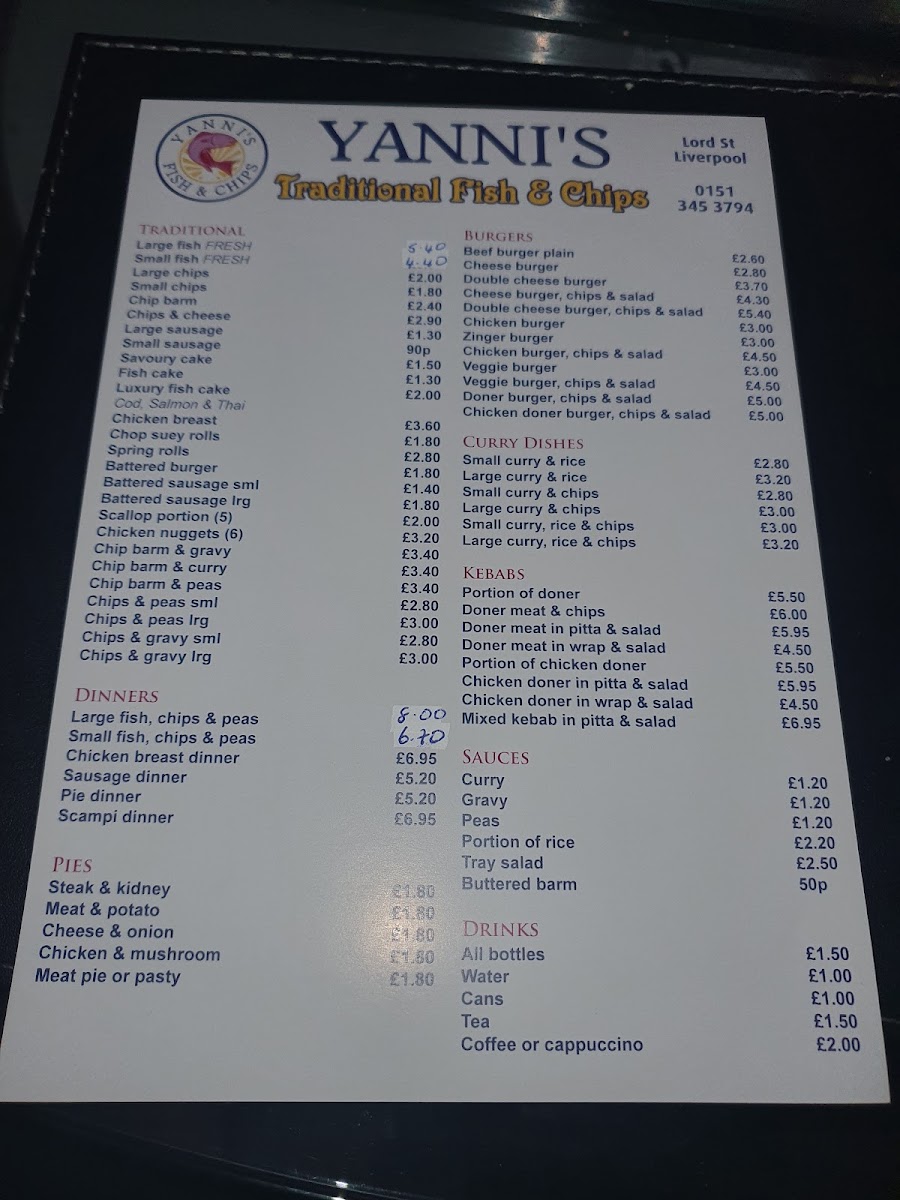 YANNI'S
FISH & CHIPS
YANNI'S
Traditional Fish & Chips
Lord St
Liverpool
0151
345 3794
TRADITIONAL
Large fish FRESH 5.40
Small fish FRESH 4.40
Large chips £2.00
Small chips £1.80
Chip barm £2.40
Chips & cheese £2.90
Large sausage £1.30
Small sausage 90p
Savoury cake £1.50
Fish cake £1.30
Luxury fish cake £2.00
Cod, Salmon & Thai
Chicken breast £3.60
Chop suey rolls £1.80
Spring rolls £2.80
Battered burger £1.80
Battered sausage sml £1.40
Battered sausage lrg £1.80
Scallop portion (5) £2.00
Chicken nuggets (6) £3.20
Chip barm & gravy £3.40
Chip barm & curry £3.40
Chip barm & peas £3.40
Chips & peas sml £2.80
Chips & peas lrg £3.00
Chips & gravy sml £2.80
Chips & gravy lrg £3.00
DINNERS
Large fish, chips & peas 8.00
Small fish, chips & peas 6.70
Chicken breast dinner £6.95
Sausage dinner £5.20
Pie dinner £5.20
Scampi dinner £6.95
PIES
Steak & kidney £1.80
Meat & potato £1.80
Cheese & onion £1.80
Chicken & mushroom £1.80
Meat pie or pasty £1.80
BURGERS
Beef burger plain £2.60
Cheese burger £2.80
Double cheese burger £3.70
Cheese burger, chips & salad £4.30
Double cheese burger, chips & salad £5.40
Chicken burger £3.00
Zinger burger £3.00
Chicken burger, chips & salad £4.50
Veggie burger £3.00
Veggie burger, chips & salad £4.50
Doner burger, chips & salad £5.00
Chicken doner burger, chips & salad £5.00
CURRY DISHES
Small curry & rice £2.80
Large curry & rice £3.20
Small curry & chips £2.80
Large curry & chips £3.00
Small curry, rice & chips £3.00
Large curry, rice & chips £3.20
KEBABS
Portion of doner £5.50
Doner meat & chips £6.00
Doner meat in pitta & salad £5.95
Doner meat in wrap & salad £4.50
Portion of chicken doner £5.50
Chicken doner in pitta & salad £5.95
Chicken doner in wrap & salad £4.50
Mixed kebab in pitta & salad £6.95
SAUCES
Curry £1.20
Gravy £1.20
Peas £1.20
Portion of rice £2.20
Tray salad £2.50
Buttered barm 50p
DRINKS
All bottles £1.50
Water £1.00
Cans £1.00
Tea £1.50
Coffee or cappuccino £2.00